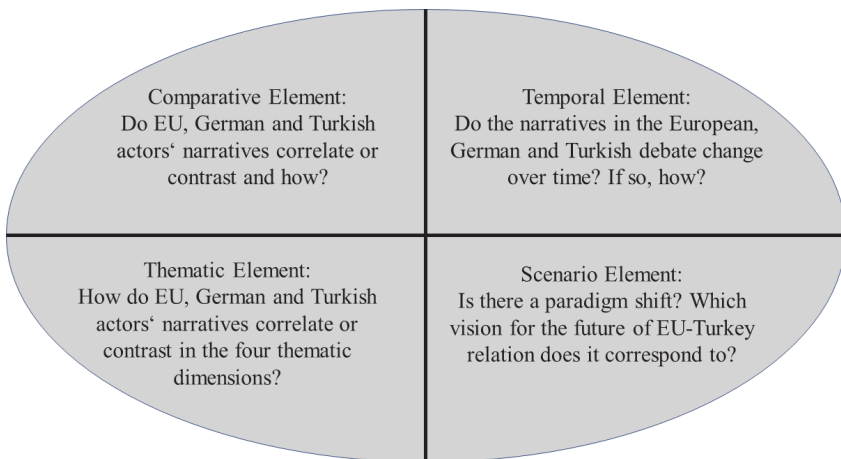 Comparative Element:
Do EU, German and Turkish
actors‘ narratives correlate or
contrast and how?
Temporal Element:
Do the narratives in the European,
German and Turkish debate change
over time? If so, how?
Thematic Element:
How do EU, German and Turkish
actors‘ narratives correlate or
contrast in the four thematic
dimensions?
Scenario Element:
Is there a paradigm shift? Which
vision for the future of EU-Turkey
relation does it correspond to?